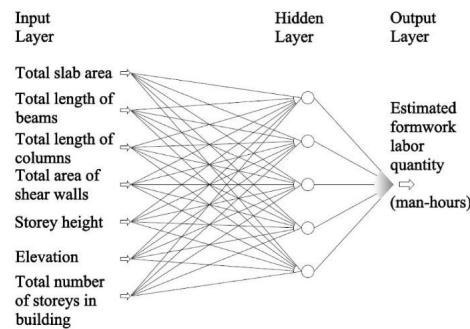 Input
Layer
Hidden
Layer
Output
Layer
Total slab area
Total length of
beams
Total length of
columns
Total area of
shear walls
Storey height
Elevation
Total number
of storeys in
building
Estimated
formwork
labor
quantity
(man-hours)